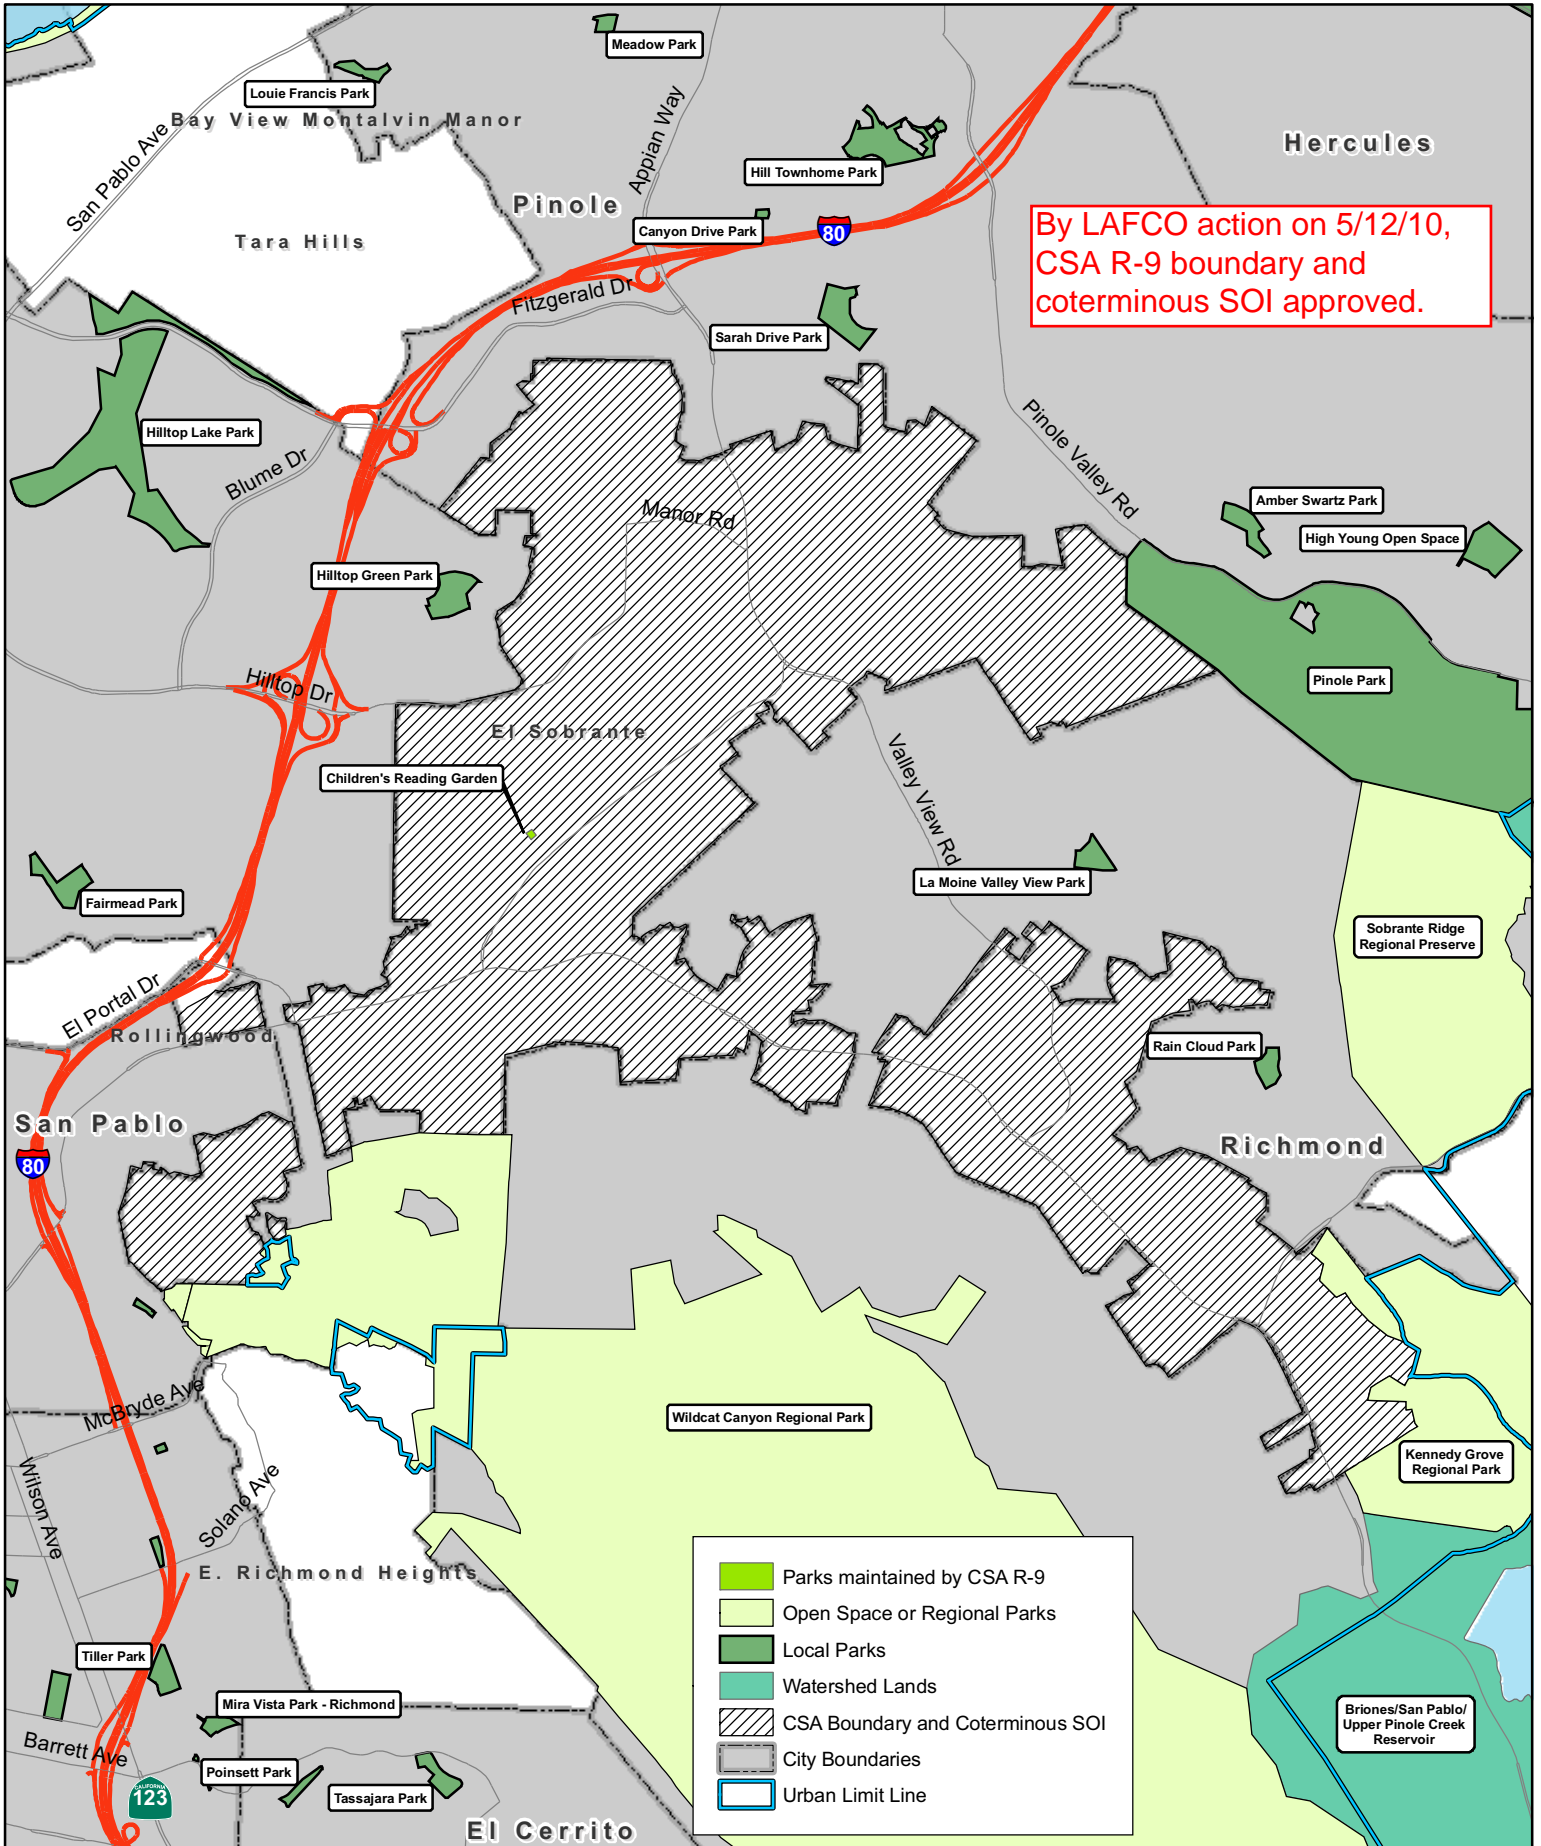 Meadow Park
Louie Francis Park
Bay View Montalvin Manor
San Pablo Ave
Appian Way
Hercules
Hill Townhome Park
Pinole
Canyon Drive Park
80
Tara Hills
By LAFCO action on 5/12/10,
CSA R-9 boundary and
coterminous SOI approved.
Fitzgerald Dr
Sarah Drive Park
Hilltop Lake Park
Blume Dr
Pinole Valley Rd
Manor Rd
Amber Swartz Park
High Young Open Space
Hilltop Green Park
Hilltop Dr
Pinole Park
El Sobrante
Children's Reading Garden
Valley View Rd
La Moine Valley View Park
Fairmead Park
Sobrante Ridge
Regional Preserve
El Portal Dr
Rollingwood
Rain Cloud Park
San Pablo
Richmond
80
McBryde Ave
Wildcat Canyon Regional Park
Kennedy Grove
Regional Park
Wilson Ave
Solano Ave
E. Richmond Heights
Tiller Park
Mira Vista Park - Richmond
Barrett Ave
Poinsett Park
CALIFORNIA
123
Tassajara Park
El Cerrito
Parks maintained by CSA R-9
Open Space or Regional Parks
Local Parks
Watershed Lands
CSA Boundary and Coterminous SOI
City Boundaries
Urban Limit Line
Briones/San Pablo/
Upper Pinole Creek
Reservoir